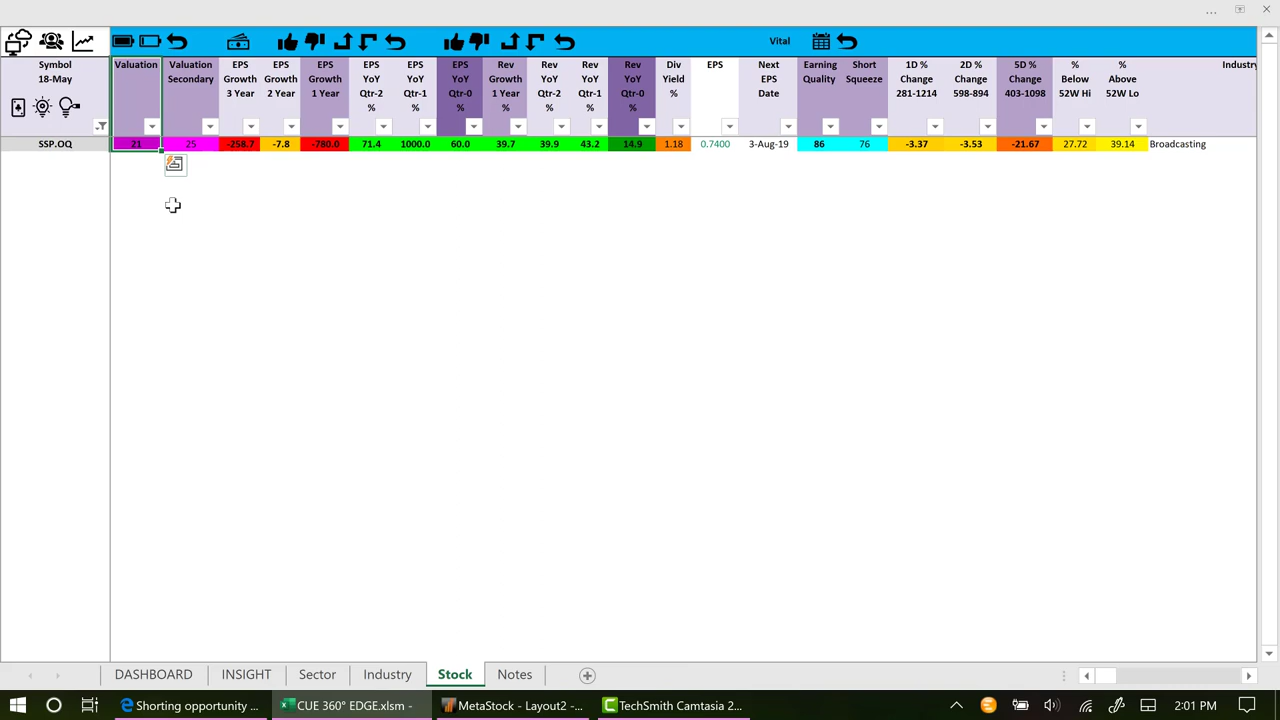 Vital
Symbol
18-May
Valuation
Valuation
Secondary
EPS
Growth
3 Year
EPS
Growth
2 Year
EPS
Growth
1 Year
EPS
YoY
Qtr-2
%
EPS
YoY
Qtr-1
%
EPS
YoY
Qtr-0
%
Rev
Growth
1 Year
Rev
YoY
Qtr-2
%
Rev
YoY
Qtr-1
%
Rev
YoY
Qtr-0
%
Div
Yield
%
EPS
Next
EPS
Date
Earning
Quality
Short
Squeeze
1D %
Change
281-1214
2D %
Change
598-894
5D %
Change
403-1098
%
Below
52W Hi
%
Above
52W Lo
Industry
SSP.OQ 21 25 -258.7 -7.8 -780.0 71.4 1000.0 60.0 39.7 39.9 43.2 14.9 1.18 0.7400 3-Aug-19 86 76 -3.37 -3.53 -21.67 27.72 39.14 Broadcasting
DASHBOARD INSIGHT Sector Industry Stock Notes
Shorting opportunity ... CUE 360° EDGE.xlsm - MetaStock - Layout2 -... TechSmith Camtasia 2... 2:01 PM